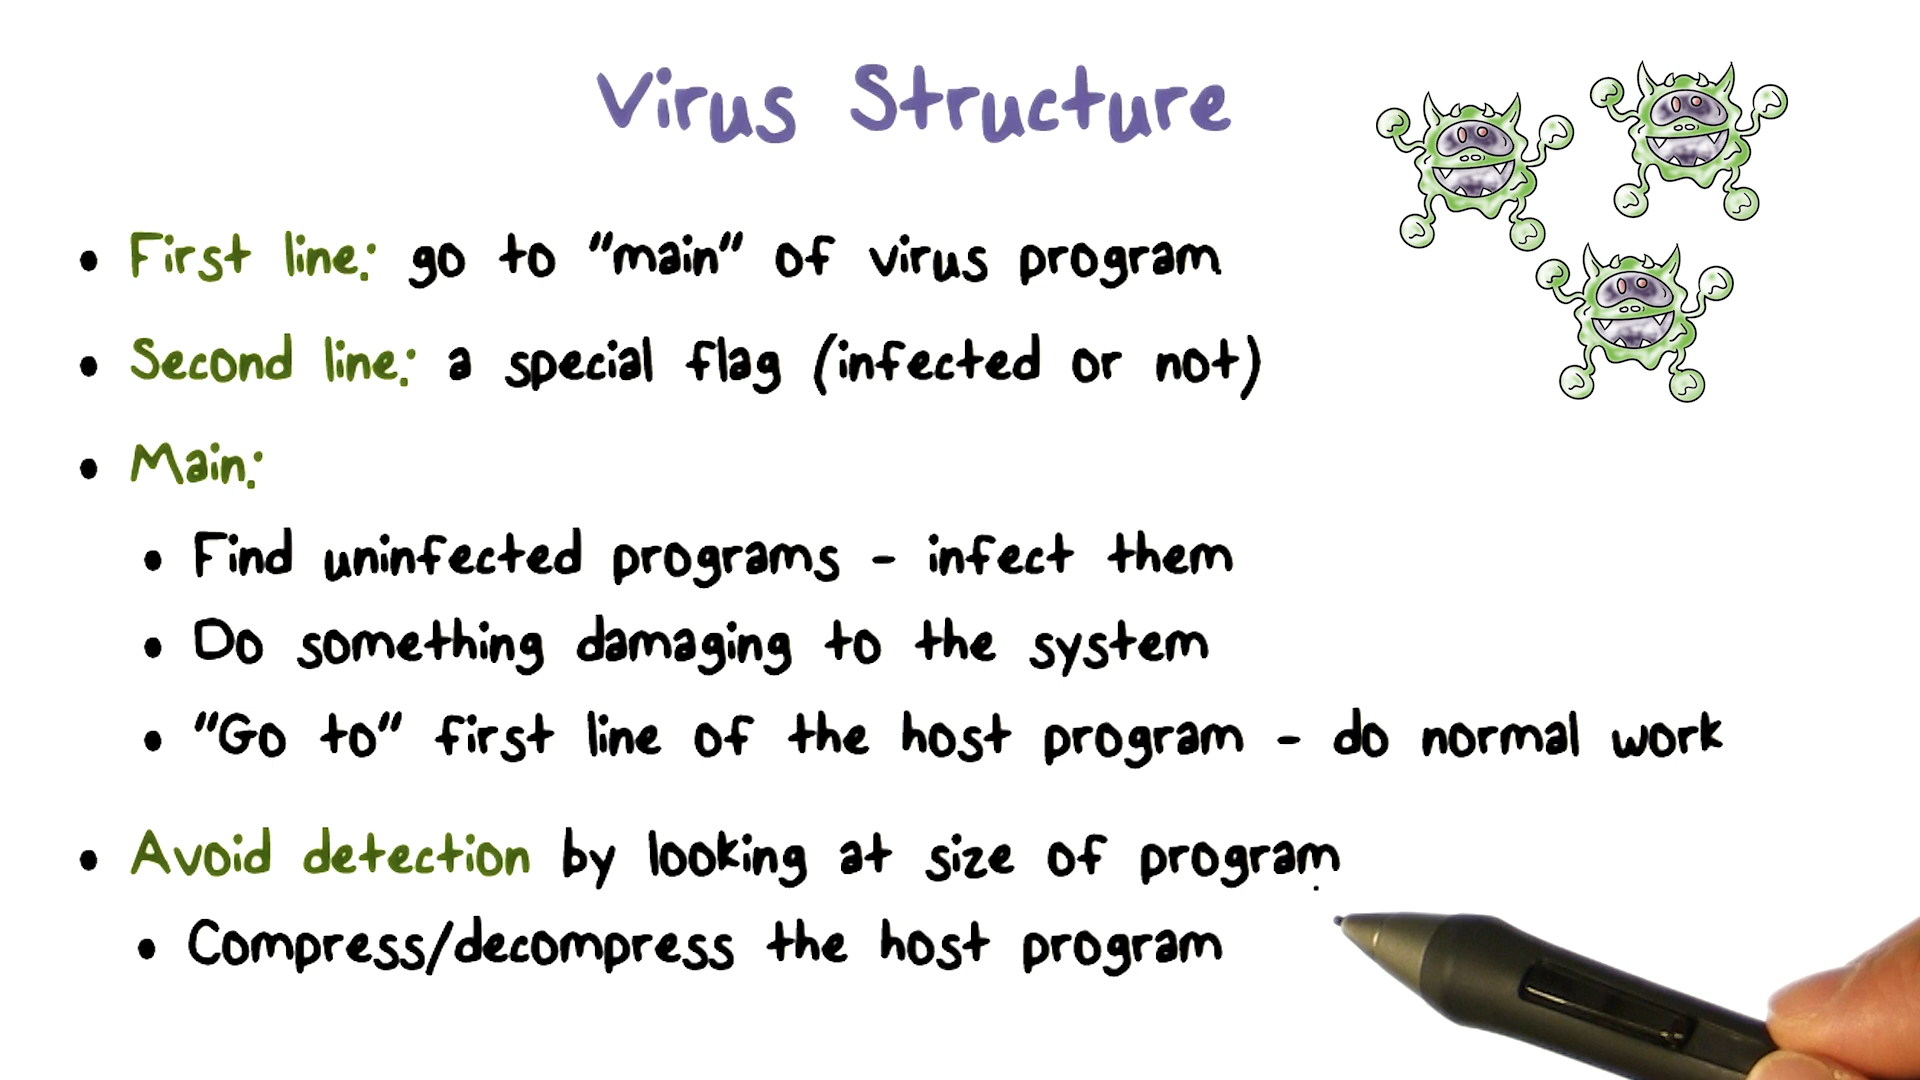 Virus Structure
• First line: go to "main" of virus program
• Second line: a special flag (infected or not)
• Main:
• Find uninfected programs - infect them
• Do something damaging to the system
• "Go to" first line of the host program - do normal work
• Avoid detection by looking at size of program
• Compress/decompress the host program